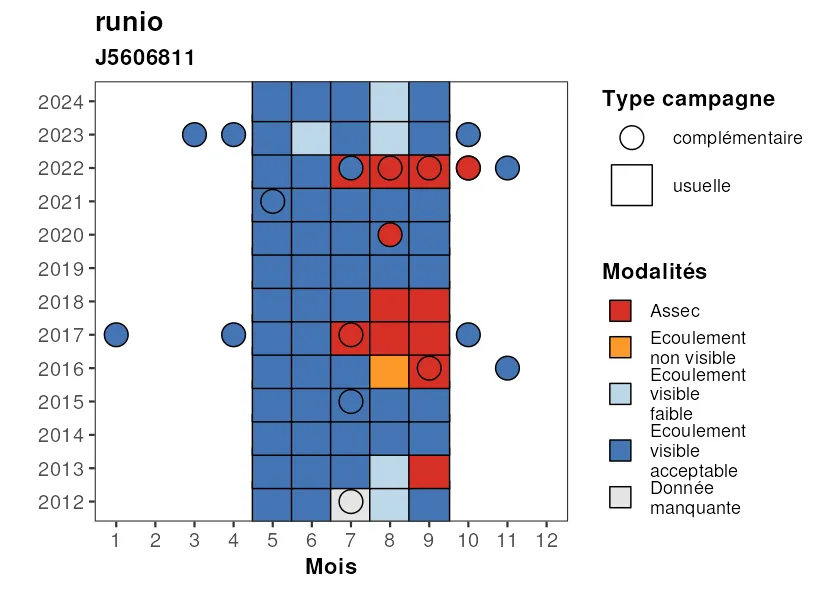 runio
J5606811
2024
2023
2022
2021
2020
2019
2018
2017
2016
2015
2014
2013
2012
1 2 3 4 5 6 7 8 9 10 11 12
Mois
Type campagne
complémentaire
usuelle
Modalités
Assec
Ecoulement
non visible
Ecoulement
visible
faible
Ecoulement
visible
acceptable
Donnée
manquante